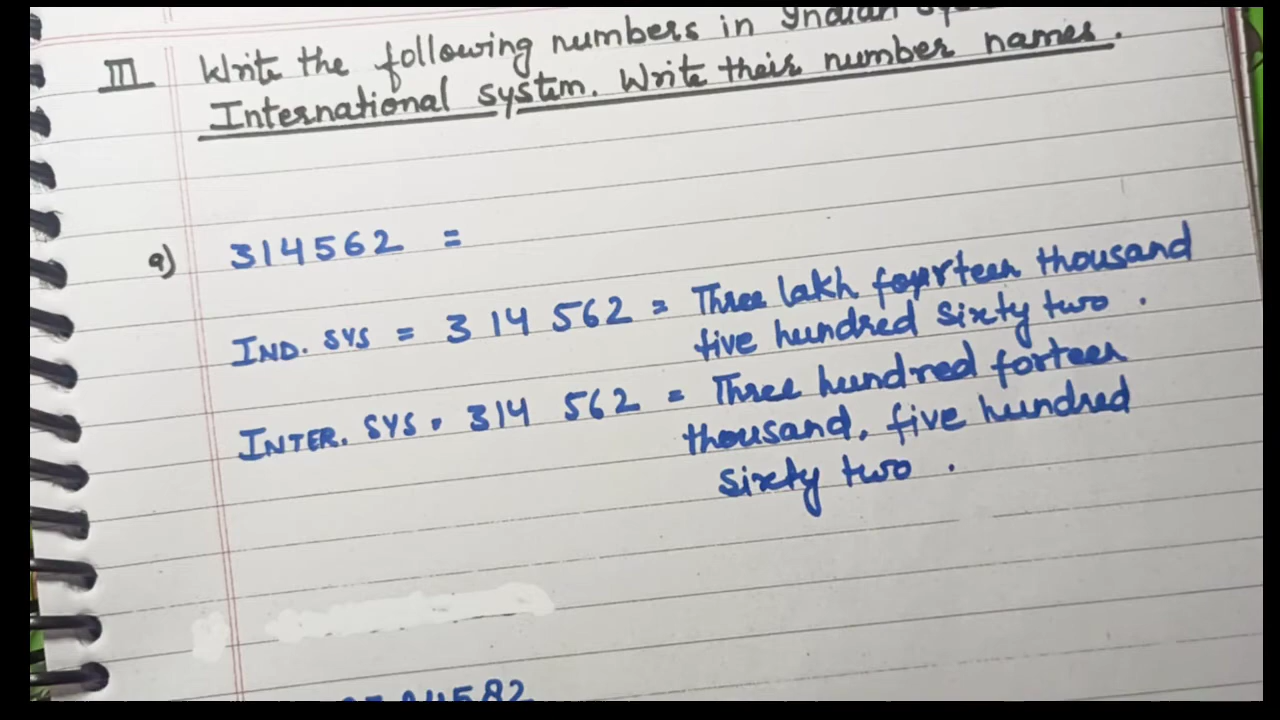 III Write the following numbers in Indian
International system. Write their number names.
a) 314562 =
IND. SYS = 3 14 562 = Three lakh fourteen thousand
five hundred sixty two.
INTER. SYS. 314 562 = Three hundred forteen
thousand, five hundred
sixty two.